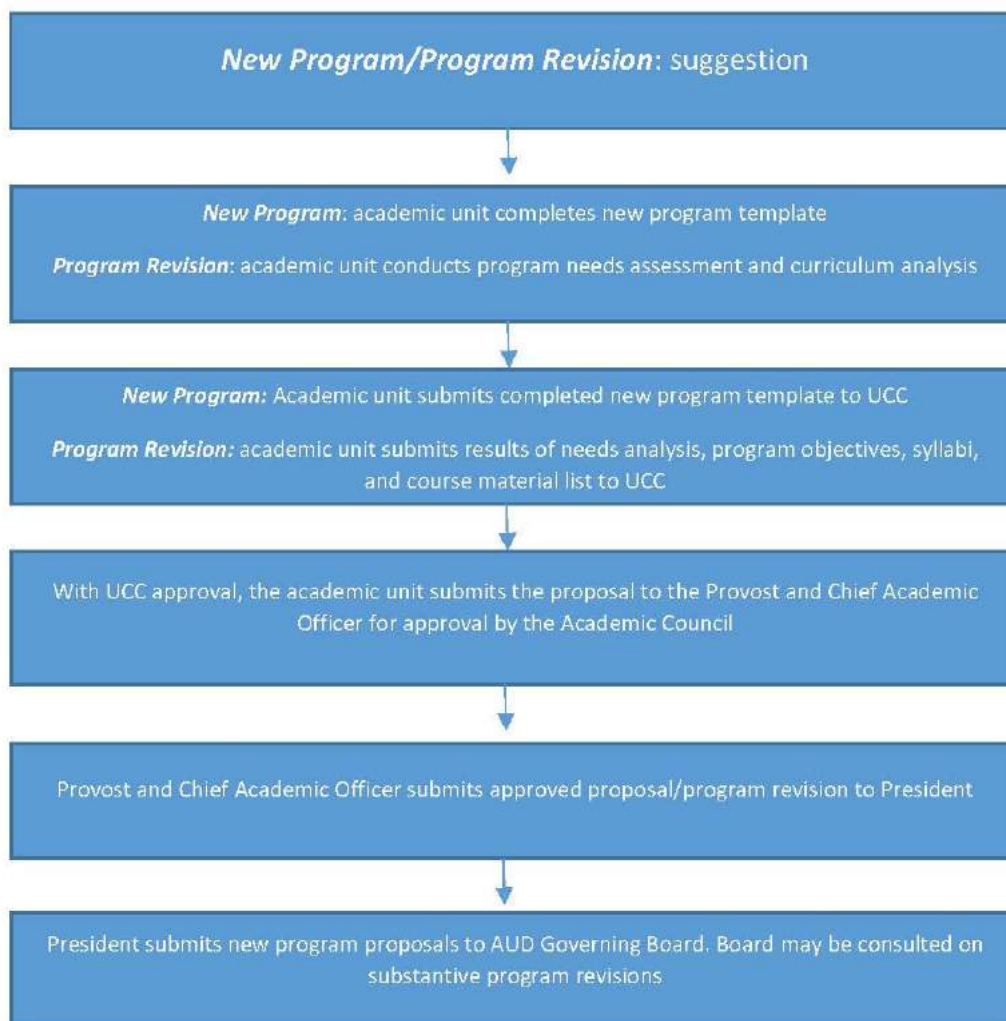 New Program/Program Revision: suggestion
New Program: academic unit completes new program template
Program Revision: academic unit conducts program needs assessment and curriculum analysis
New Program: Academic unit submits completed new program template to UCC
Program Revision: academic unit submits results of needs analysis, program objectives, syllabi,
and course material list to UCC
With UCC approval, the academic unit submits the proposal to the Provost and Chief Academic
Officer for approval by the Academic Council
Provost and Chief Academic Officer submits approved proposal/program revision to President
President submits new program proposals to AUD Governing Board. Board may be consulted on
substantive program revisions